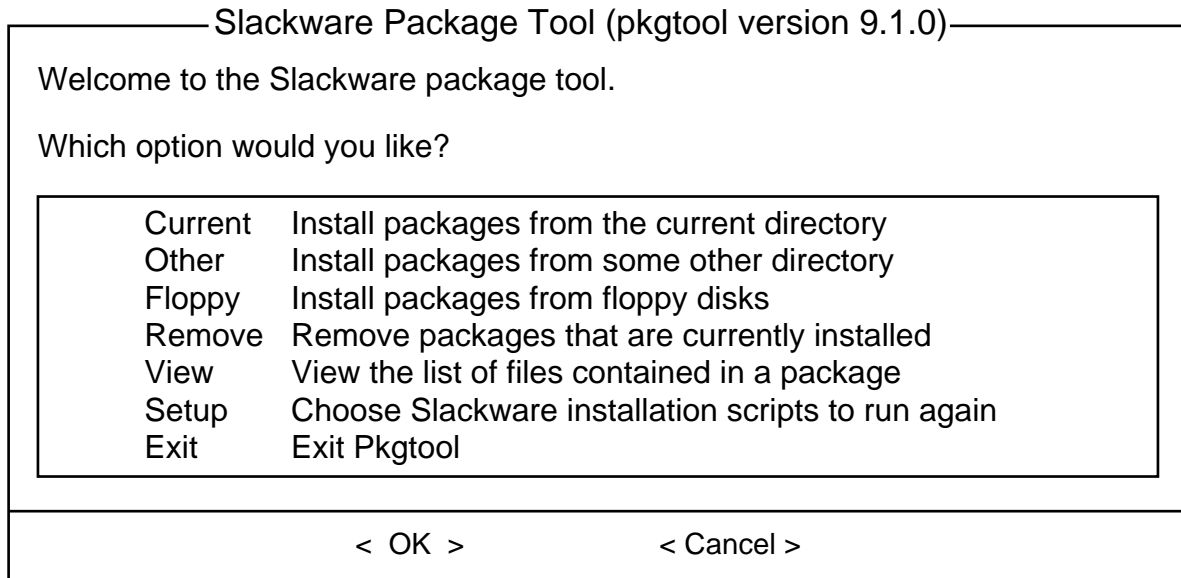 Slackware Package Tool (pkgtool version 9.1.0)
Welcome to the Slackware package tool.
Which option would you like?
Current Install packages from the current directory
Other Install packages from some other directory
Floppy Install packages from floppy disks
Remove Remove packages that are currently installed
View View the list of files contained in a package
Setup Choose Slackware installation scripts to run again
Exit Exit Pkgtool
< OK > < Cancel >